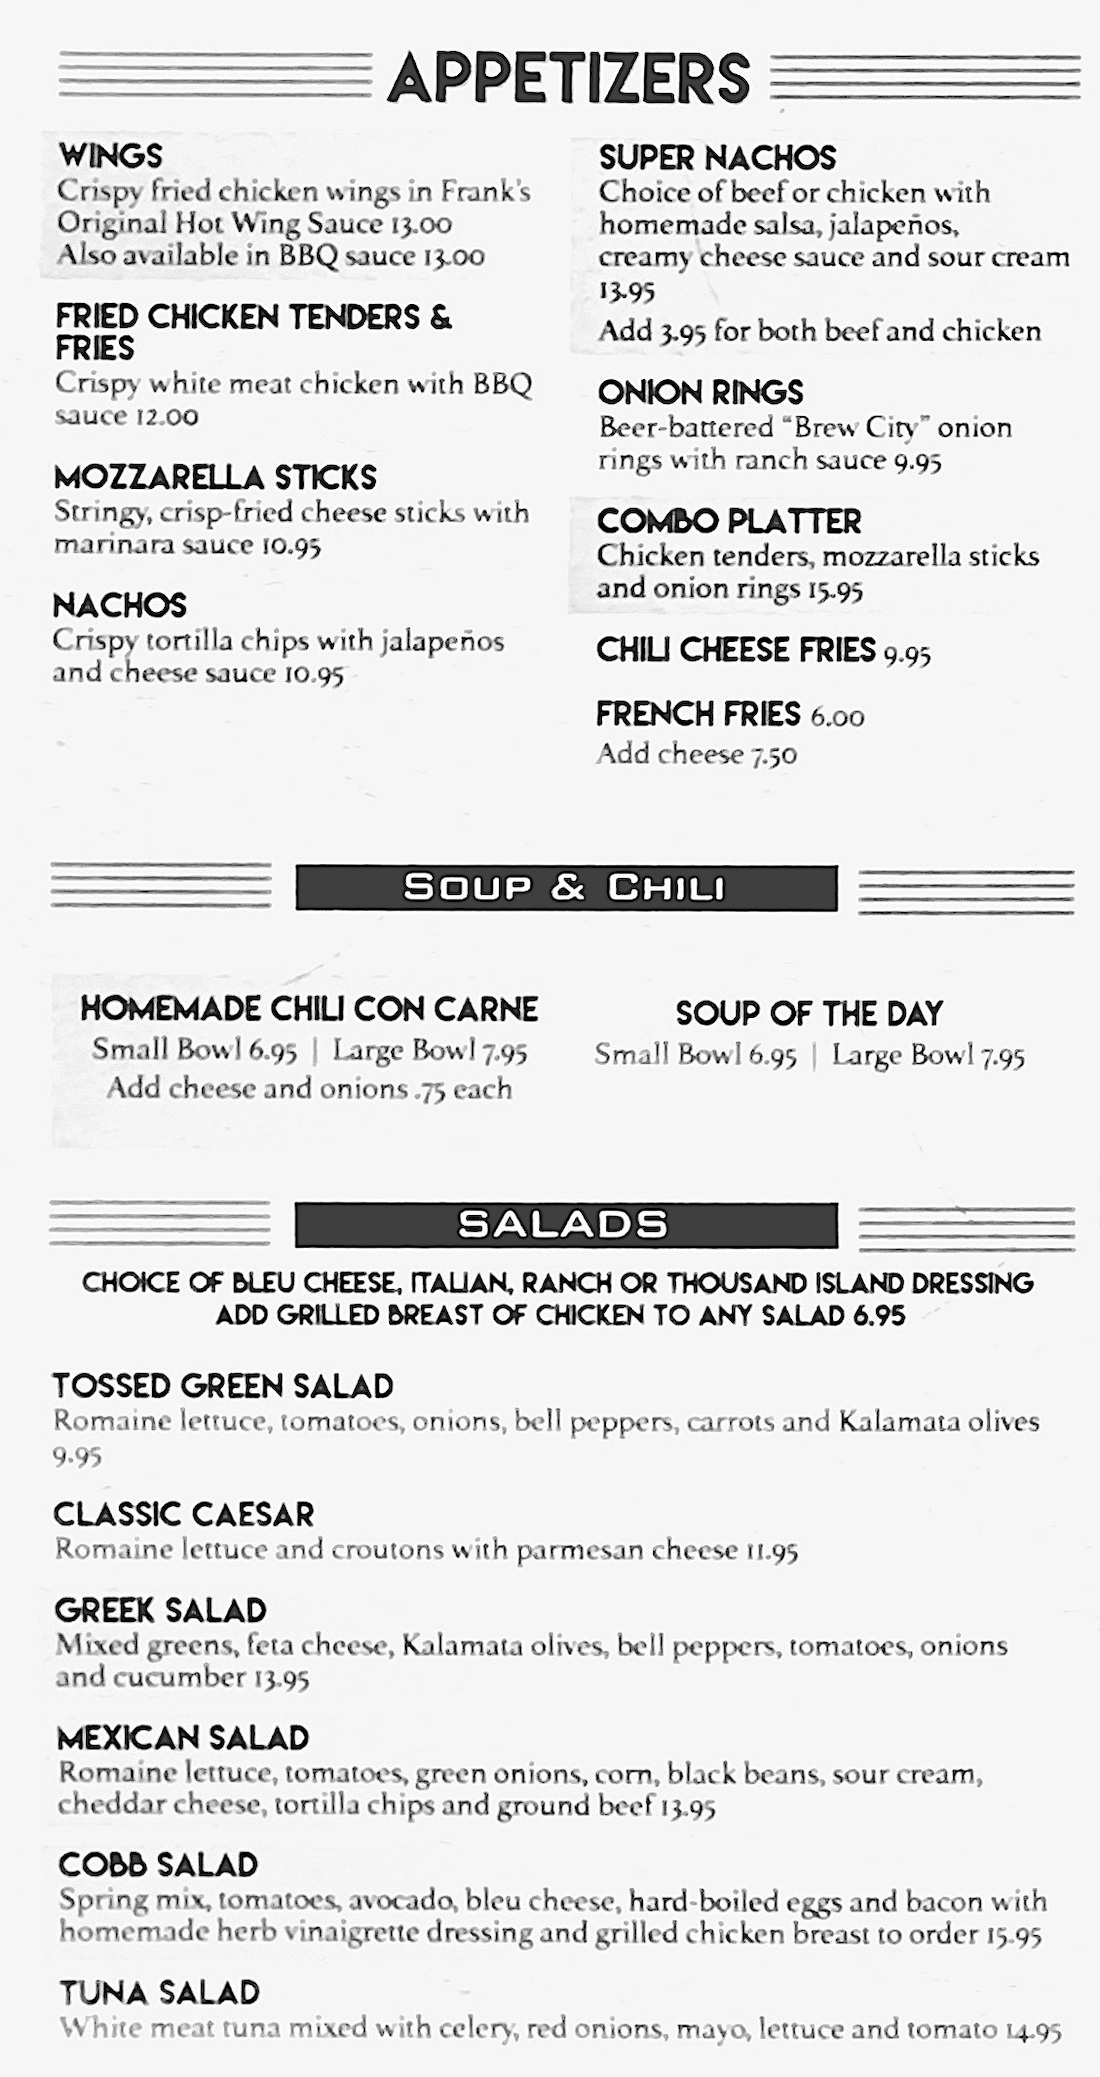 APPETIZERS
WINGS
Crispy fried chicken wings in Frank's
Original Hot Wing Sauce 13.00
Also available in BBQ sauce 13.00
FRIED CHICKEN TENDERS &
FRIES
Crispy white meat chicken with BBQ
sauce 12.00
MOZZARELLA STICKS
Stringy, crisp-fried cheese sticks with
marinara sauce 10.95
NACHOS
Crispy tortilla chips with jalapeños
and cheese sauce 10.95
SUPER NACHOS
Choice of beef or chicken with
homemade salsa, jalapeños,
creamy cheese sauce and sour cream
13.95
Add 3.95 for both beef and chicken
ONION RINGS
Beer-battered "Brew City" onion
rings with ranch sauce 9.95
COMBO PLATTER
Chicken tenders, mozzarella sticks
and onion rings 15.95
CHILI CHEESE FRIES 9.95
FRENCH FRIES 6.00
Add cheese 7.50
SOUP & CHILI
HOMEMADE CHILI CON CARNE
Small Bowl 6.95 | Large Bowl 7.95
Add cheese and onions .75 each
SOUP OF THE DAY
Small Bowl 6.95 | Large Bowl 7.95
SALADS
CHOICE OF BLEU CHEESE, ITALIAN, RANCH OR THOUSAND ISLAND DRESSING
ADD GRILLED BREAST OF CHICKEN TO ANY SALAD 6.95
TOSSED GREEN SALAD
Romaine lettuce, tomatoes, onions, bell peppers, carrots and Kalamata olives
9.95
CLASSIC CAESAR
Romaine lettuce and croutons with parmesan cheese 11.95
GREEK SALAD
Mixed greens, feta cheese, Kalamata olives, bell peppers, tomatoes, onions
and cucumber 13.95
MEXICAN SALAD
Romaine lettuce, tomatoes, green onions, corn, black beans, sour cream,
cheddar cheese, tortilla chips and ground beef 13.95
COBB SALAD
Spring mix, tomatoes, avocado, bleu cheese, hard-boiled eggs and bacon with
homemade herb vinaigrette dressing and grilled chicken breast to order 15.95
TUNA SALAD
White meat tuna mixed with celery, red onions, mayo, lettuce and tomato 14.95